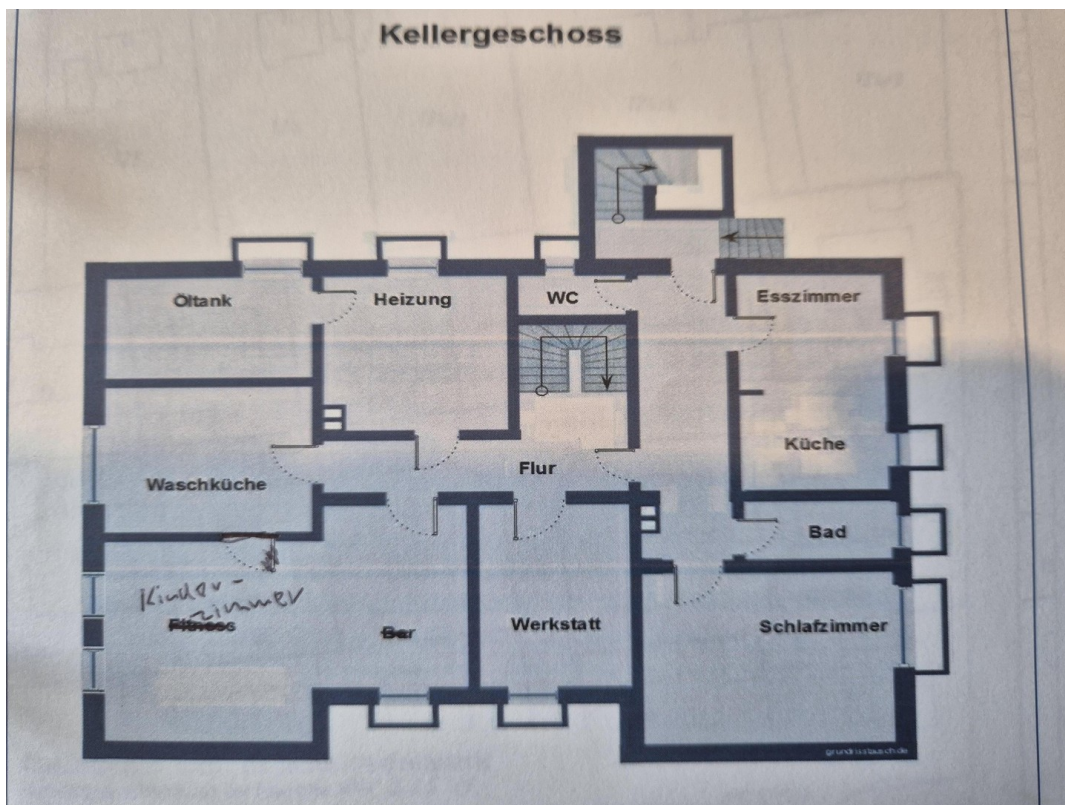 Kellergeschoss
Öltank
Heizung
WC
Esszimmer
Küche
Flur
Waschküche
Bad
Kinder-
zimmer
Fitness
Bar
Werkstatt
Schlafzimmer
grundrisstausch.de